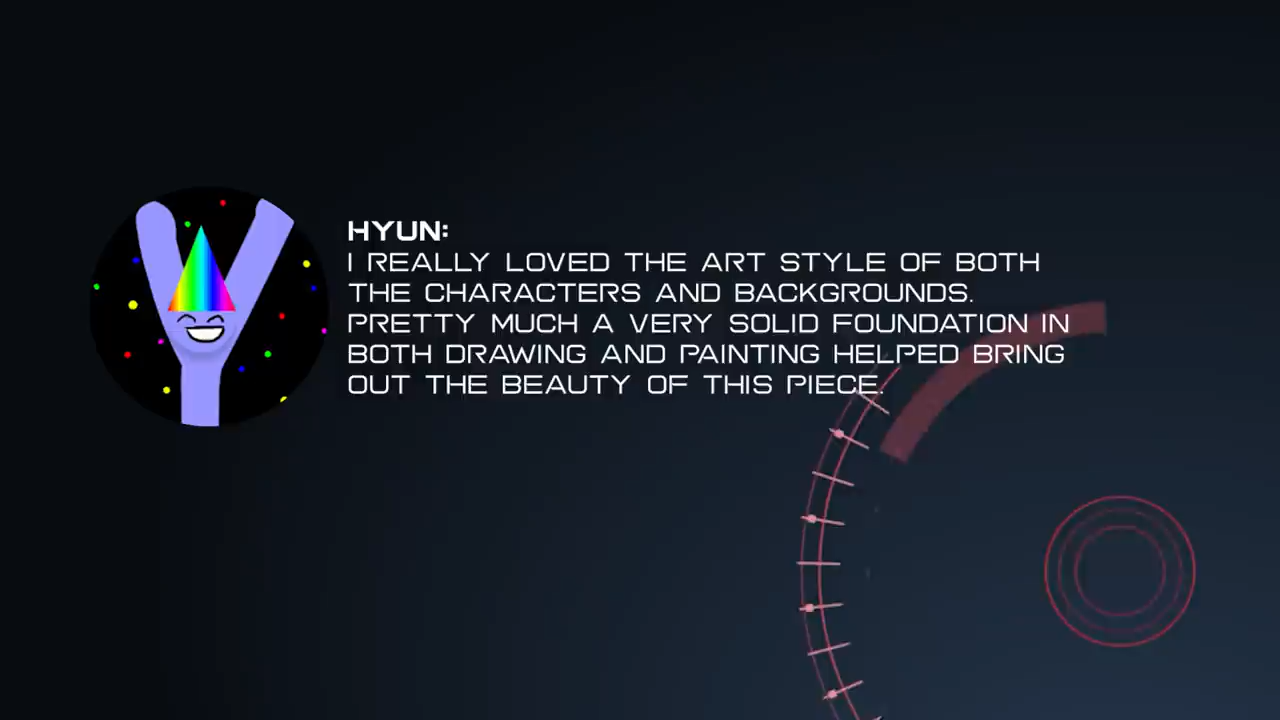 HYUN:
I REALLY LOVED THE ART STYLE OF BOTH
THE CHARACTERS AND BACKGROUNDS.
PRETTY MUCH A VERY SOLID FOUNDATION IN
BOTH DRAWING AND PAINTING HELPED BRING
OUT THE BEAUTY OF THIS PIECE.